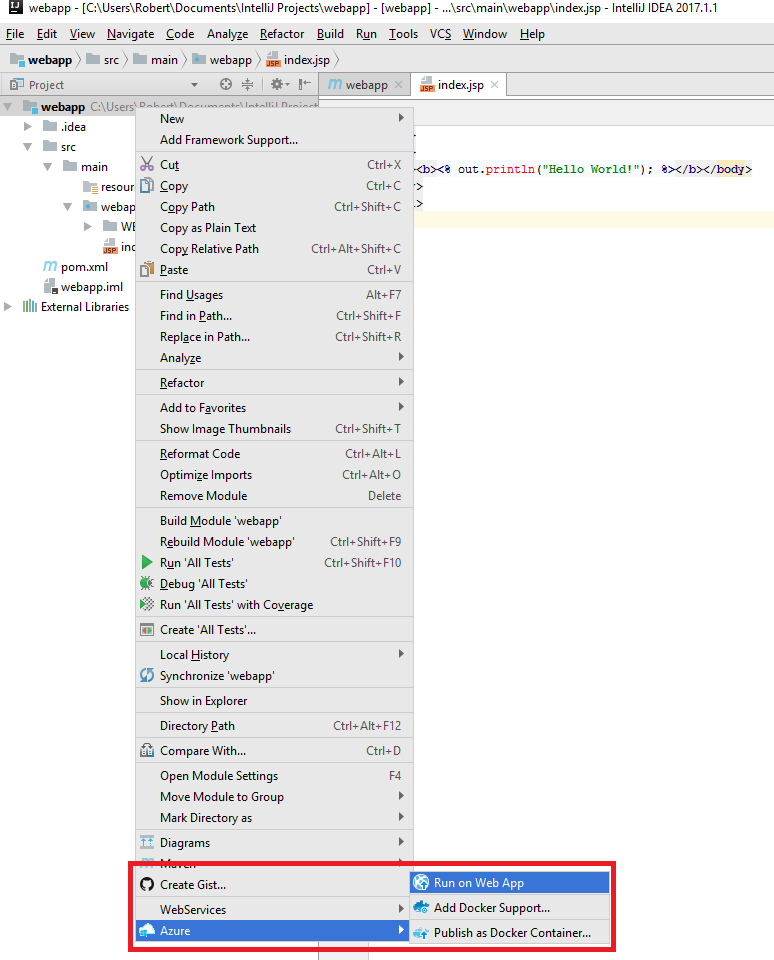 webapp - [C:\Users\Robert\Documents\IntelliJ Projects\webapp] - [webapp] - ...\src\main\webapp\index.jsp - IntelliJ IDEA 2017.1.1
File Edit View Navigate Code Analyze Refactor Build Run Tools VCS Window Help
webapp src main webapp index.jsp
Project webapp index.jsp
webapp C:\Users\Robert\Documents\IntelliJ Project
.idea
src
main
resour
webap
WE
inc
pom.xml
webapp.iml
External Libraries
<b><% out.println("Hello World!"); %></b></body>
>
l>
New
Add Framework Support...
Cut Ctrl+X
Copy Ctrl+C
Copy Path Ctrl+Shift+C
Copy as Plain Text
Copy Relative Path Ctrl+Alt+Shift+C
Paste Ctrl+V
Find Usages Alt+F7
Find in Path... Ctrl+Shift+F
Replace in Path... Ctrl+Shift+R
Analyze
Refactor
Add to Favorites
Show Image Thumbnails Ctrl+Shift+T
Reformat Code Ctrl+Alt+L
Optimize Imports Ctrl+Alt+O
Remove Module Delete
Build Module 'webapp'
Rebuild Module 'webapp' Ctrl+Shift+F9
Run 'All Tests' Ctrl+Shift+F10
Debug 'All Tests'
Run 'All Tests' with Coverage
Create 'All Tests'...
Local History
Synchronize 'webapp'
Show in Explorer
Directory Path Ctrl+Alt+F12
Compare With... Ctrl+D
Open Module Settings F4
Move Module to Group
Mark Directory as
Diagrams
Maven
Create Gist...
WebServices
Azure
Run on Web App
Add Docker Support...
Publish as Docker Container...